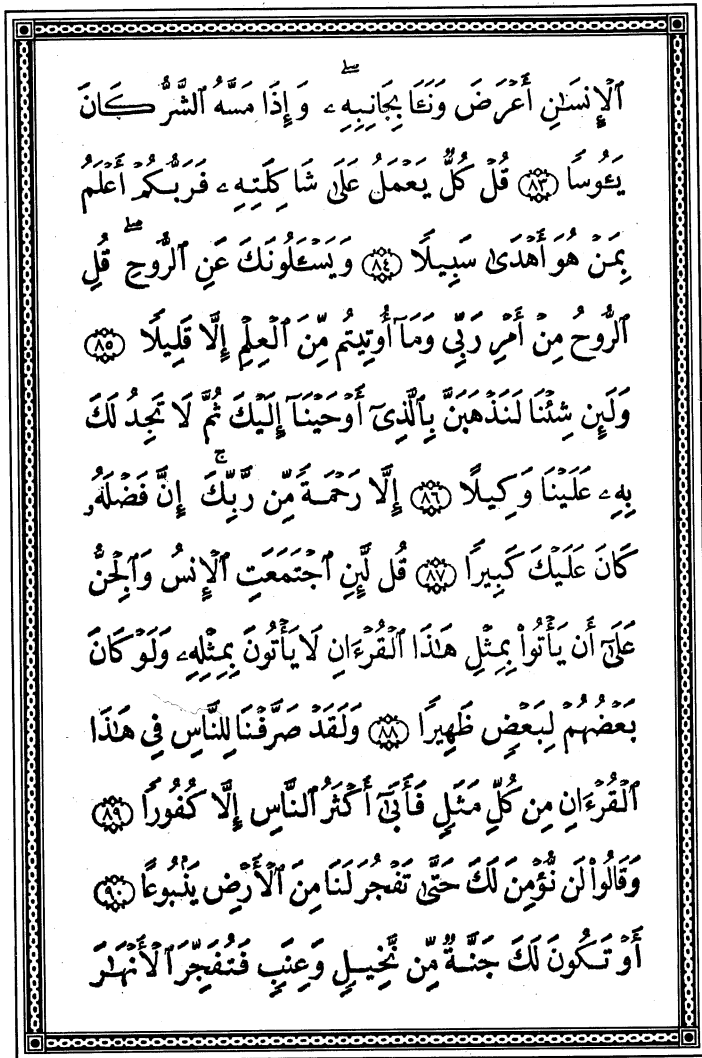 ٱلْإِنسَٰنِ أَعْرَضَ وَنَـَٔا بِجَانِبِهِۦ ۖ وَإِذَا مَسَّهُ ٱلشَّرُّ كَانَ
يَـُٔوسًا ﴿٨٣﴾ قُلْ كُلٌّ يَعْمَلُ عَلَىٰ شَاكِلَتِهِۦ فَرَبُّكُمْ أَعْلَمُ
بِمَنْ هُوَ أَهْدَىٰ سَبِيلًا ﴿٨٤﴾ وَيَسْـَٔلُونَكَ عَنِ ٱلرُّوحِ ۖ قُلِ
ٱلرُّوحُ مِنْ أَمْرِ رَبِّى وَمَآ أُوتِيتُم مِّنَ ٱلْعِلْمِ إِلَّا قَلِيلًا ﴿٨٥﴾
وَلَئِن شِئْنَا لَنَذْهَبَنَّ بِٱلَّذِىٓ أَوْحَيْنَآ إِلَيْكَ ثُمَّ لَا تَجِدُ لَكَ
بِهِۦ عَلَيْنَا وَكِيلًا ﴿٨٦﴾ إِلَّا رَحْمَةً مِّن رَّبِّكَ ۚ إِنَّ فَضْلَهُۥ
كَانَ عَلَيْكَ كَبِيرًا ﴿٨٧﴾ قُل لَّئِنِ ٱجْتَمَعَتِ ٱلْإِنسُ وَٱلْجِنُّ
عَلَىٰٓ أَن يَأْتُوا۟ بِمِثْلِ هَٰذَا ٱلْقُرْءَانِ لَا يَأْتُونَ بِمِثْلِهِۦ وَلَوْ كَانَ
بَعْضُهُمْ لِبَعْضٍ ظَهِيرًا ﴿٨٨﴾ وَلَقَدْ صَرَّفْنَا لِلنَّاسِ فِى هَٰذَا
ٱلْقُرْءَانِ مِن كُلِّ مَثَلٍ فَأَبَىٰٓ أَكْثَرُ ٱلنَّاسِ إِلَّا كُفُورًا ﴿٨٩﴾
وَقَالُوا۟ لَن نُّؤْمِنَ لَكَ حَتَّىٰ تَفْجُرَ لَنَا مِنَ ٱلْأَرْضِ يَنۢبُوعًا ﴿٩٠﴾
أَوْ تَكُونَ لَكَ جَنَّةٌ مِّن نَّخِيلٍ وَعِنَبٍ فَتُفَجِّرَ ٱلْأَنْهَٰرَ